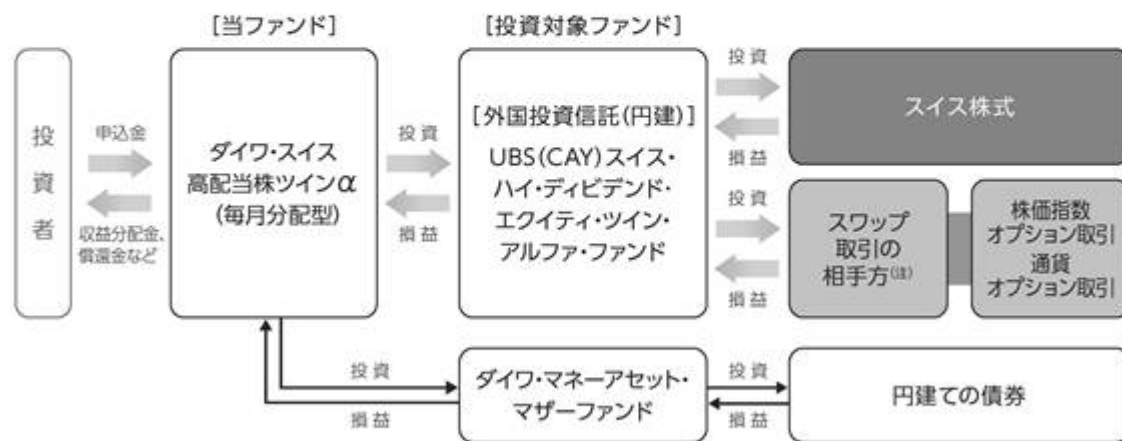 [当ファンド]
[投資対象ファンド]
投資者
申込金
収益分配金、
償還金など
ダイワ・スイス
高配当株ツインα
(毎月分配型)
投資
損益
[外国投資信託(円建)]
UBS(CAY)スイス・
ハイ・ディビデンド・
エクイティ・ツイン・
アルファ・ファンド
投資
損益
スイス株式
投資
損益
スワップ
取引の
相手方(注)
株価指数
オプション取引
通貨
オプション取引
投資
損益
ダイワ・マネーアセット・
マザーファンド
投資
損益
円建ての債券